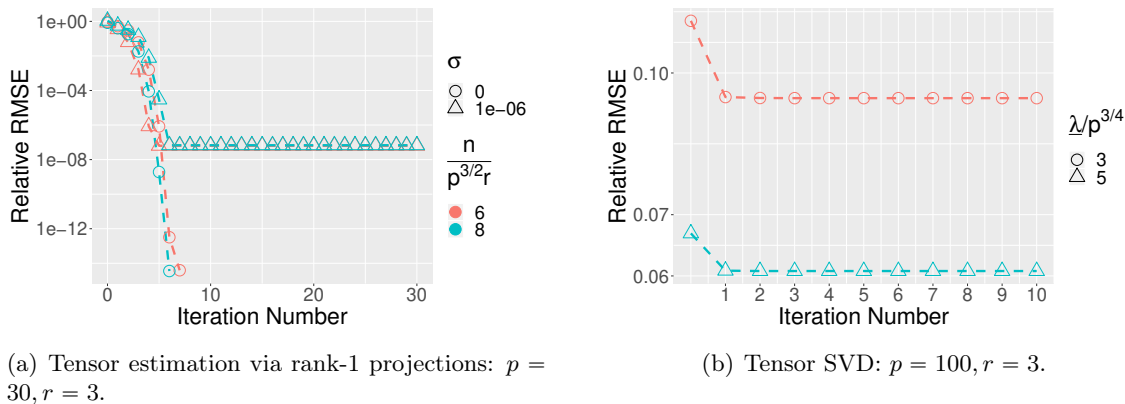 1e+00
1e−04
1e−08
1e−12
Relative RMSE
0 10 20 30
Iteration Number
σ
0
1e−06
n
p^{3/2}r
6
8
0.10
0.07
0.06
Relative RMSE
1 2 3 4 5 6 7 8 9 10
Iteration Number
λ/p^{3/4}
3
5
(a) Tensor estimation via rank-1 projections: p =
30, r = 3.
(b) Tensor SVD: p = 100, r = 3.